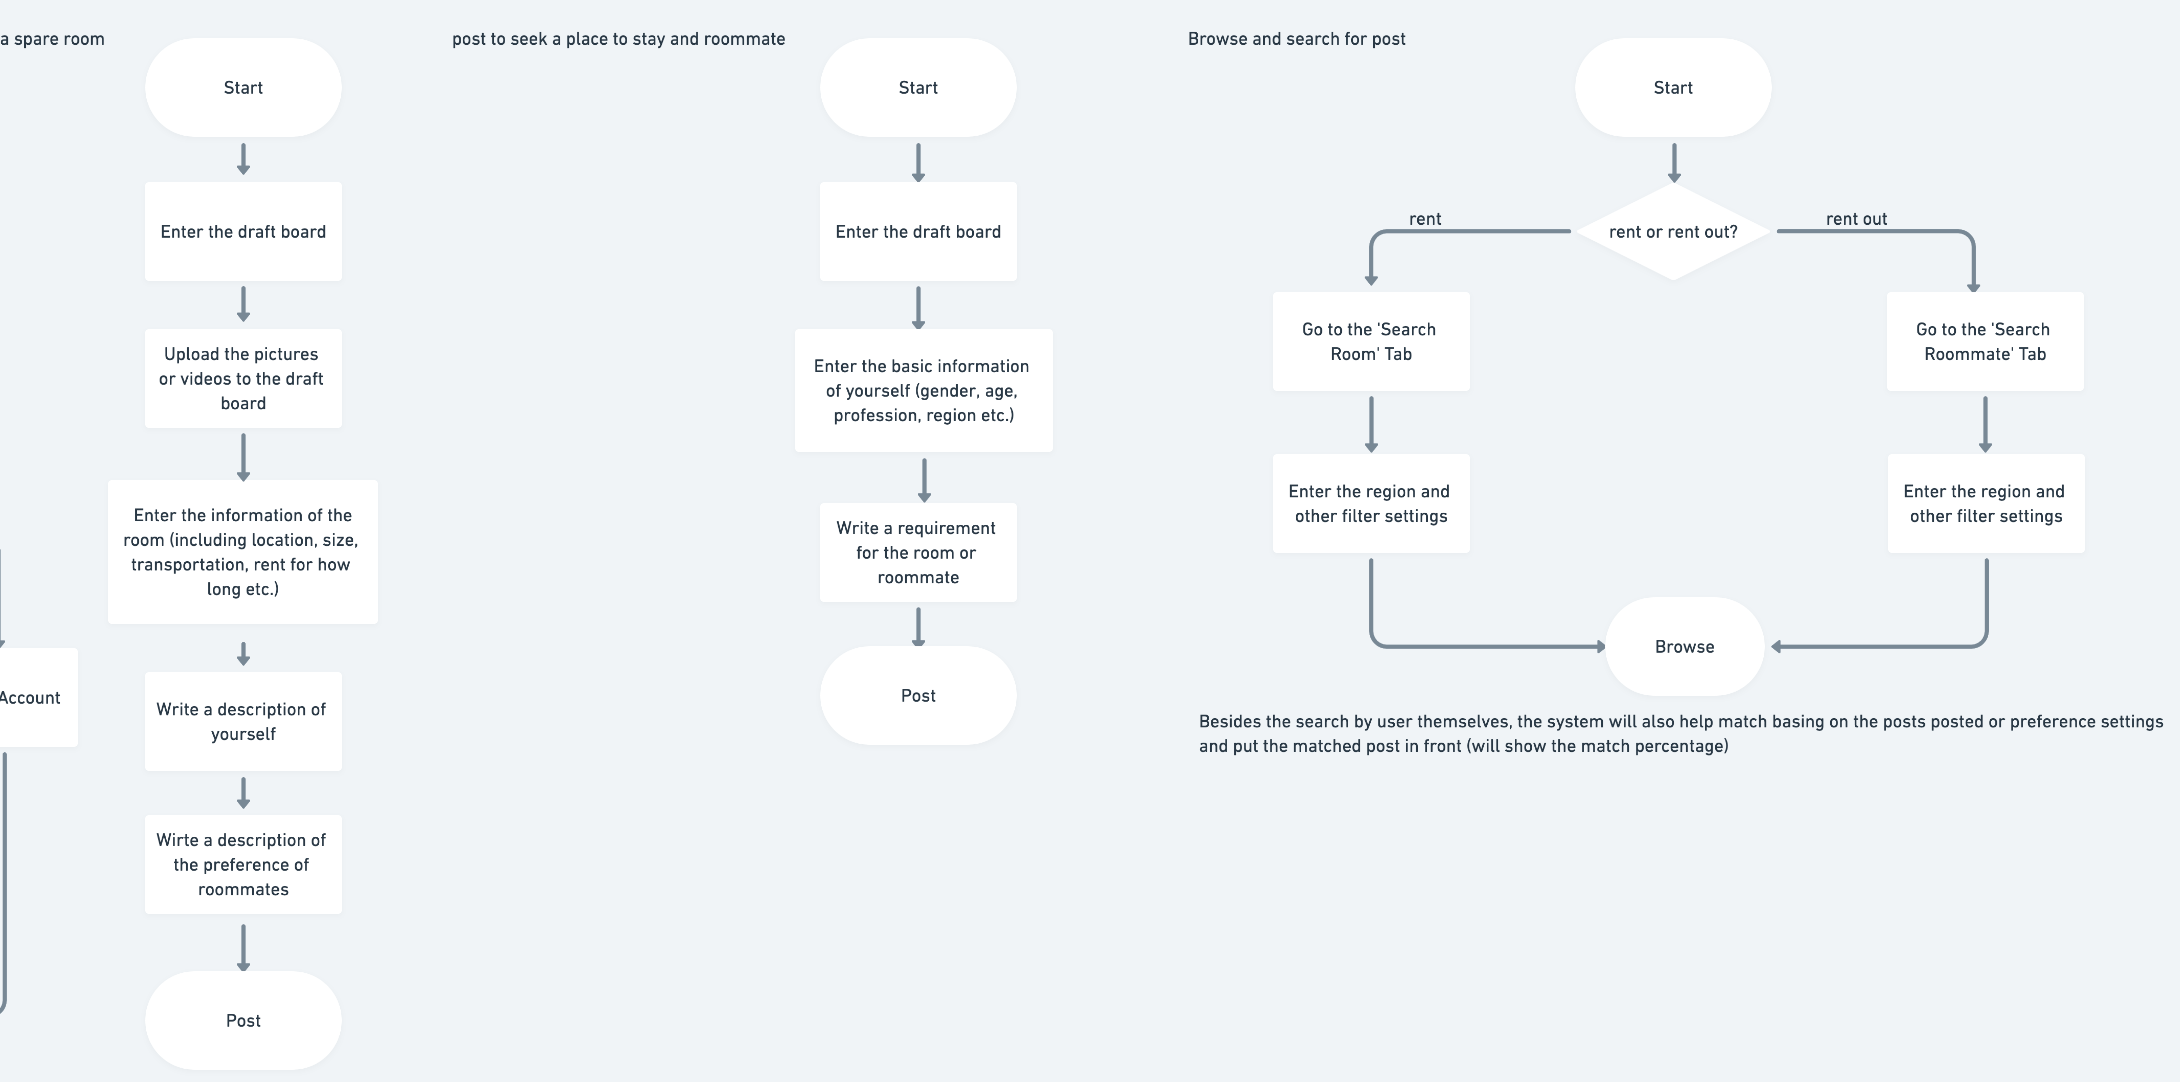 a spare room
Start
Enter the draft board
Upload the pictures
or videos to the draft
board
Enter the information of the
room (including location, size,
transportation, rent for how
long etc.)
Account
Write a description of
yourself
Wirte a description of
the preference of
roommates
Post
post to seek a place to stay and roommate
Start
Enter the draft board
Enter the basic information
of yourself (gender, age,
profession, region etc.)
Write a requirement
for the room or
roommate
Post
Browse and search for post
Start
rent or rent out?
rent
rent out
Go to the 'Search
Room' Tab
Enter the region and
other filter settings
Go to the 'Search
Roommate' Tab
Enter the region and
other filter settings
Browse
Besides the search by user themselves, the system will also help match basing on the posts posted or preference settings
and put the matched post in front (will show the match percentage)